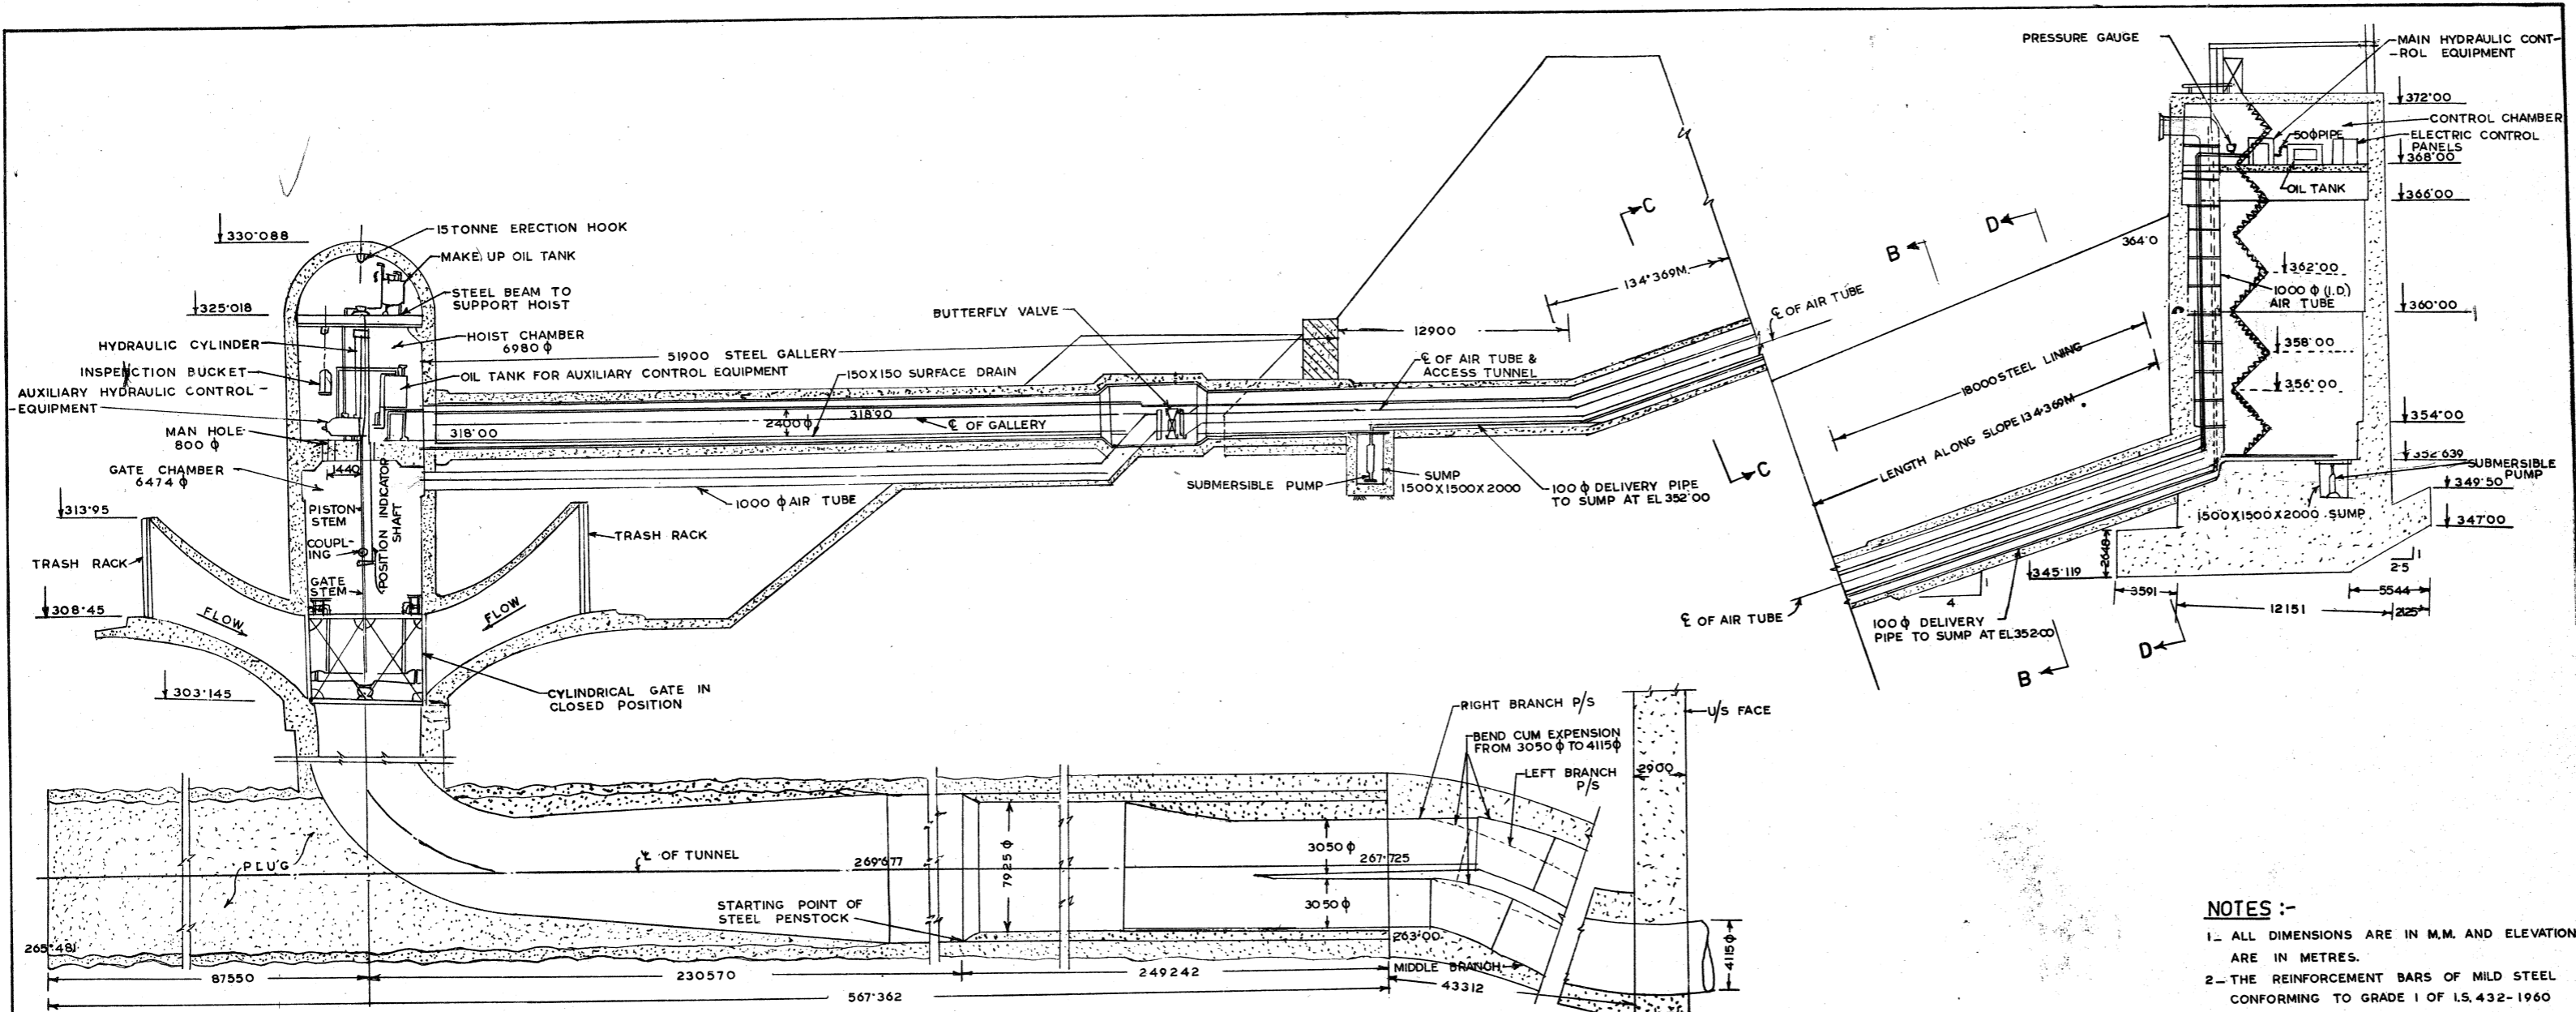 PRESSURE GAUGE
MAIN HYDRAULIC CONT-
-ROL EQUIPMENT
372·00
CONTROL CHAMBER
50ϕ PIPE
ELECTRIC CONTROL
PANELS
368·00
OIL TANK
366·00
364·0
362·00
1000 ϕ (I.D.)
AIR TUBE
360·00
358·00
356·00
354·00
352·639
SUBMERSIBLE
PUMP
349·50
1500X1500X2000 SUMP
347·00
1
2·5
2648
345·119
3591
5544
12151
2125
D
B
D
B
C
C
134·369M.
℄ OF AIR TUBE
18000 STEEL LINING
LENGTH ALONG SLOPE 134·369M
1
4
℄ OF AIR TUBE
100 ϕ DELIVERY
PIPE TO SUMP AT EL352·00
330·088
15 TONNE ERECTION HOOK
MAKE UP OIL TANK
STEEL BEAM TO
SUPPORT HOIST
325·018
HOIST CHAMBER
6980 ϕ
HYDRAULIC CYLINDER
INSPECTION BUCKET
AUXILIARY HYDRAULIC CONTROL-
-EQUIPMENT
MAN HOLE
800 ϕ
GATE CHAMBER
6474 ϕ
51900 STEEL GALLERY
OIL TANK FOR AUXILIARY CONTROL EQUIPMENT
150X150 SURFACE DRAIN
BUTTERFLY VALVE
12900
℄ OF AIR TUBE &
ACCESS TUNNEL
318·00
2400 ϕ
318·90
℄ OF GALLERY
1440
1000 ϕ AIR TUBE
SUBMERSIBLE PUMP
SUMP
1500X1500X2000
100 ϕ DELIVERY PIPE
TO SUMP AT EL 352·00
313·95
PISTON
STEM
POSITION INDICATOR
SHAFT
COUPL-
ING
GATE
STEM
TRASH RACK
TRASH RACK
308·45
FLOW
FLOW
303·145
CYLINDRICAL GATE IN
CLOSED POSITION
RIGHT BRANCH P/S
U/S FACE
BEND CUM EXPENSION
FROM 3050 ϕ TO 4115ϕ
LEFT BRANCH
P/S
2900
PLUG
℄ OF TUNNEL
269·677
7925 ϕ
3050 ϕ
267·725
3050 ϕ
STARTING POINT OF
STEEL PENSTOCK
265·481
263·00
MIDDLE BRANCH
4115 ϕ
87550
230570
249242
43312
567·362
NOTES :-
1_ ALL DIMENSIONS ARE IN M.M. AND ELEVATION
ARE IN METRES.
2_ THE REINFORCEMENT BARS OF MILD STEEL
CONFORMING TO GRADE I OF I.S. 432-1960